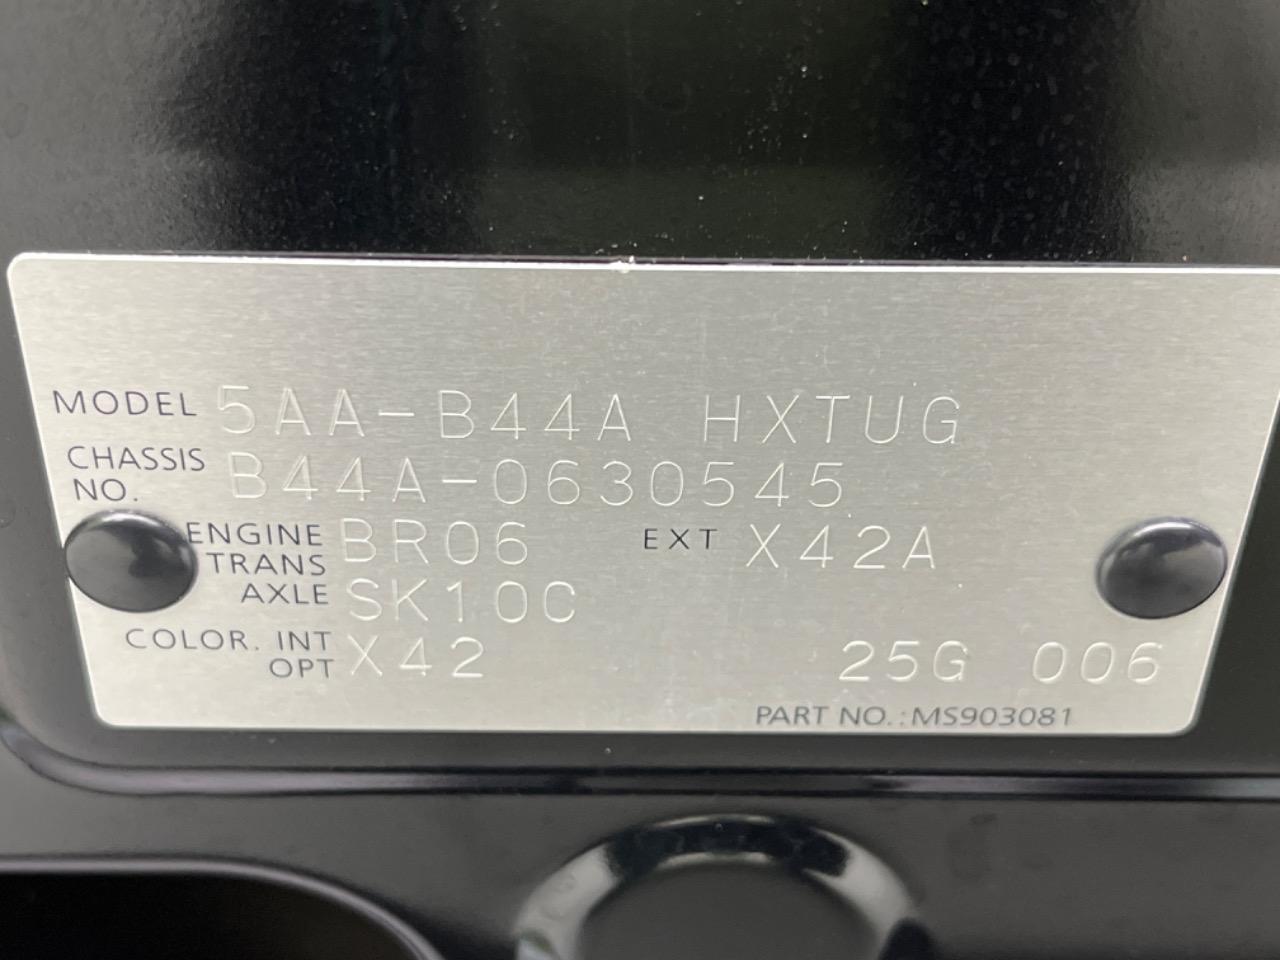 MODEL 5AA-B44A HXTUG
CHASSIS NO. B44A-0630545
ENGINE BR06 EXT X42A
TRANS AXLE SK10C
COLOR. INT OPT X42 25G 006
PART NO.:MS903081